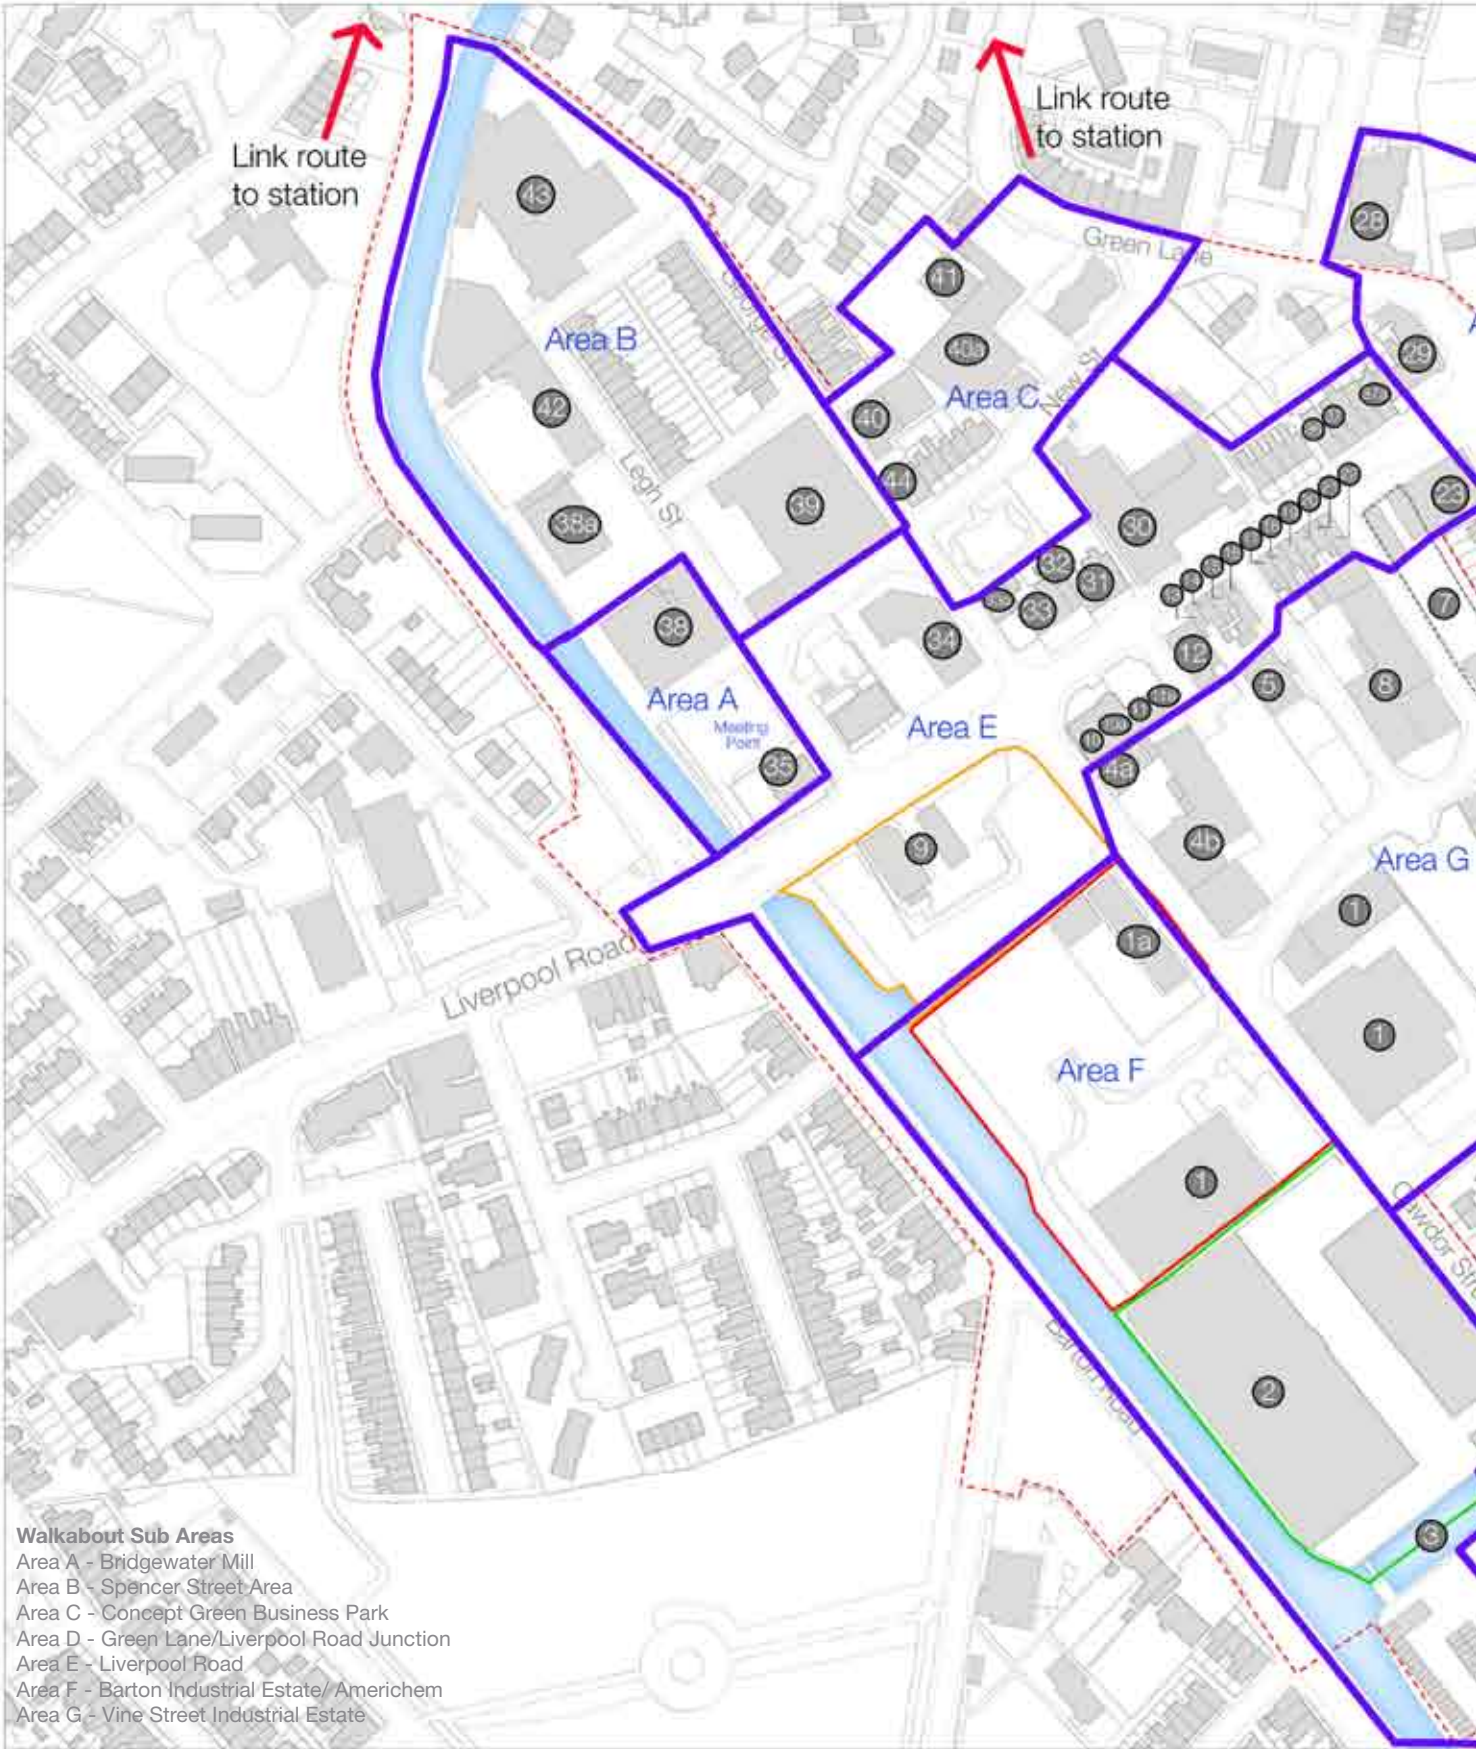 Link route
to station
Link route
to station
Green Lane
43
28
41
Area B
40a
29
Area C
New St
42
40
Legh St
44
38a
39
23
30
32
31
33
7
38
34
12
Area A
5
8
Meeting
Point
Area E
35
4a
9
4b
Area G
1
Liverpool Road
1a
1
Area F
1
Barton Road
2
3
Walkabout Sub Areas
Area A - Bridgewater Mill
Area B - Spencer Street Area
Area C - Concept Green Business Park
Area D - Green Lane/Liverpool Road Junction
Area E - Liverpool Road
Area F - Barton Industrial Estate/ Americhem
Area G - Vine Street Industrial Estate